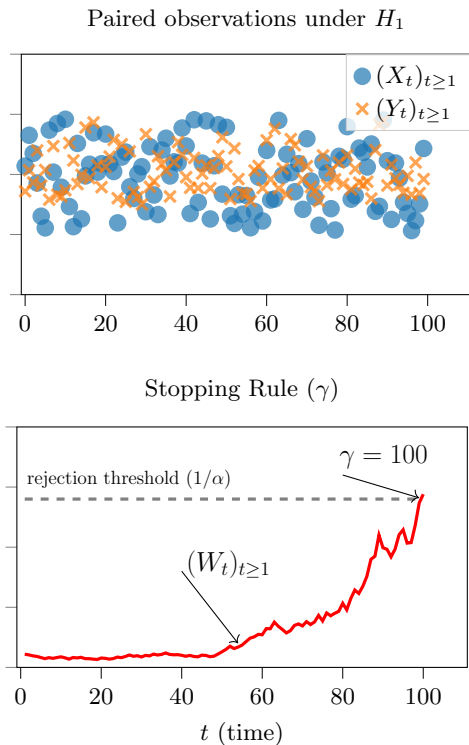 Paired observations under H₁
(Xₜ)ₜ≥₁
(Yₜ)ₜ≥₁
0 20 40 60 80 100
Stopping Rule (γ)
γ = 100
rejection threshold (1/α)
(Wₜ)ₜ≥₁
0 20 40 60 80 100
t (time)